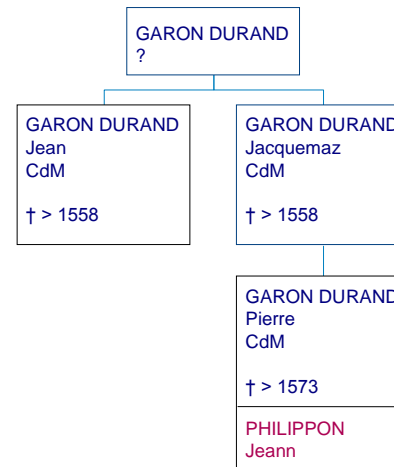 GARON DURAND
?
GARON DURAND
Jean
CdM
† > 1558
GARON DURAND
Jacquemaz
CdM
† > 1558
GARON DURAND
Pierre
CdM
† > 1573
PHILIPPON
Jeann